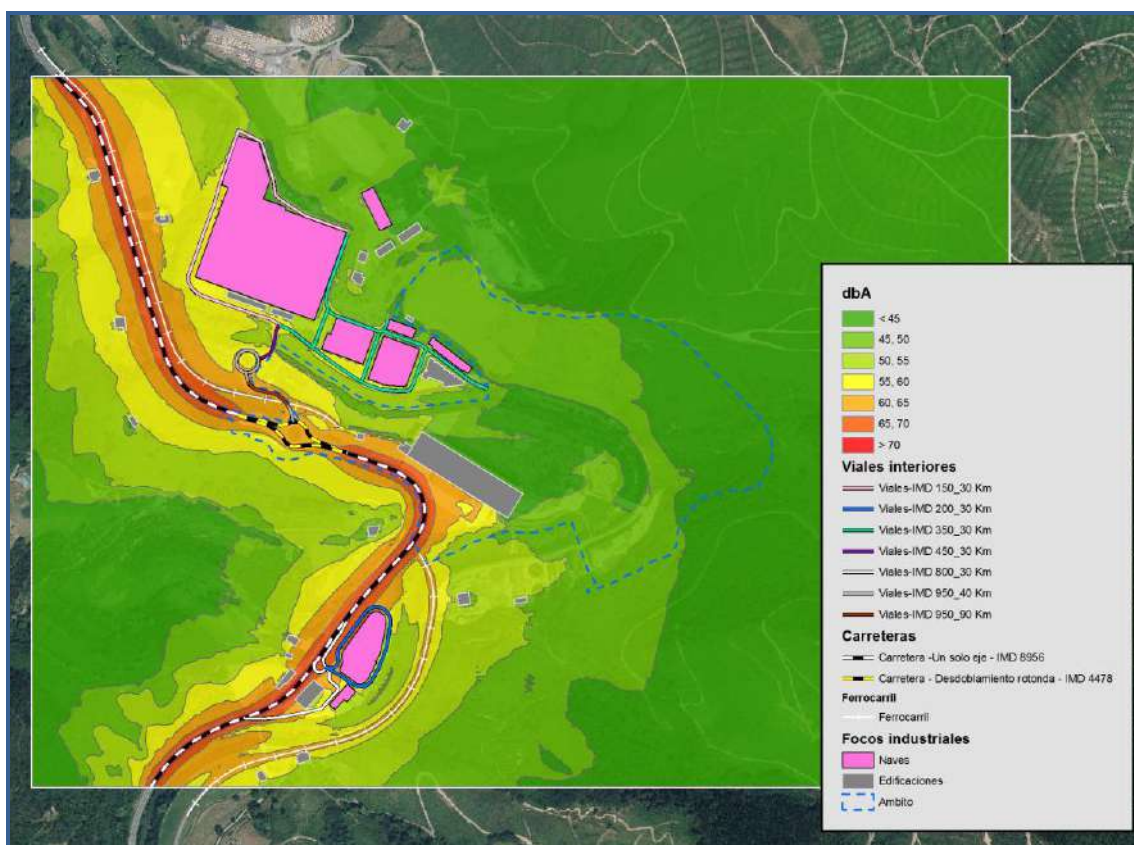 dbA
< 45
45, 50
50, 55
55, 60
60, 65
65, 70
> 70
Viales interiores
Viales-IMD 150_30 Km
Viales-IMD 200_30 Km
Viales-IMD 350_30 Km
Viales-IMD 450_30 Km
Viales-IMD 800_30 Km
Viales-IMD 950_40 Km
Viales-IMD 950_90 Km
Carreteras
Carretera -Un solo eje - IMD 8956
Carretera - Desdoblamiento rotonda - IMD 4478
Ferrocarril
Ferrocarril
Focos industriales
Naves
Edificaciones
Ambito